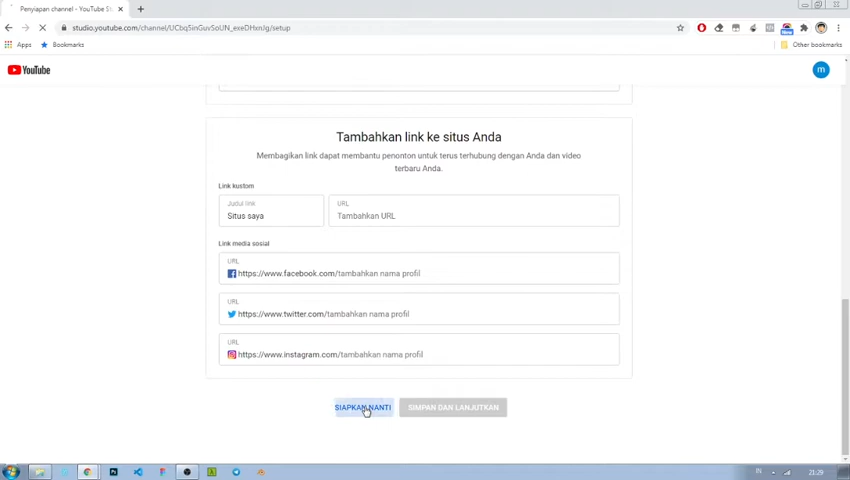 Penyiapan channel - YouTube St
studio.youtube.com/channel/UCbq5inGuvSoUN_exeDHxnJg/setup
New
Apps
Bookmarks
Other bookmarks
YouTube
m
Tambahkan link ke situs Anda
Membagikan link dapat membantu penonton untuk terus terhubung dengan Anda dan video
terbaru Anda.
Link kustom
Judul link
URL
Situs saya
Tambahkan URL
Link media sosial
URL
https://www.facebook.com/tambahkan nama profil
URL
https://www.twitter.com/tambahkan nama profil
URL
https://www.instagram.com/tambahkan nama profil
SIAPKAN NANTI
SIMPAN DAN LANJUTKAN
IN
21:29